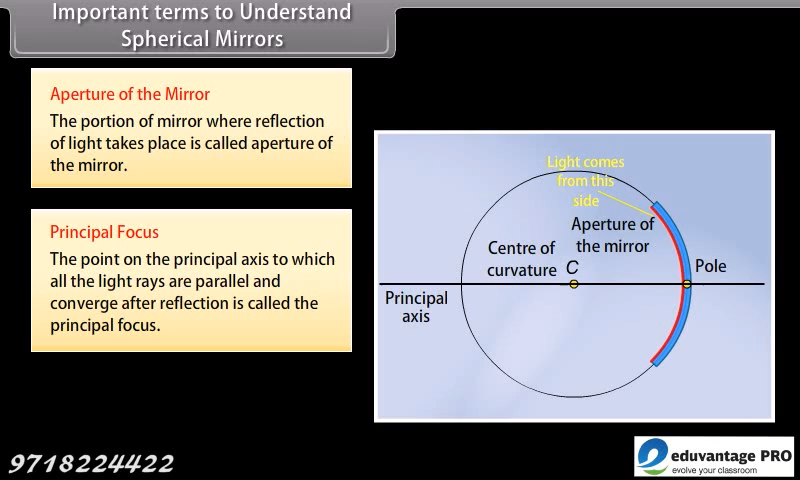 Important terms to Understand
Spherical Mirrors
Aperture of the Mirror
The portion of mirror where reflection
of light takes place is called aperture of
the mirror.
Principal Focus
The point on the principal axis to which
all the light rays are parallel and
converge after reflection is called the
principal focus.
Light comes
from this
side
Aperture of
the mirror
Centre of
curvature C
Pole
Principal
axis
9718224422
eduvantage PRO
evolve your classroom